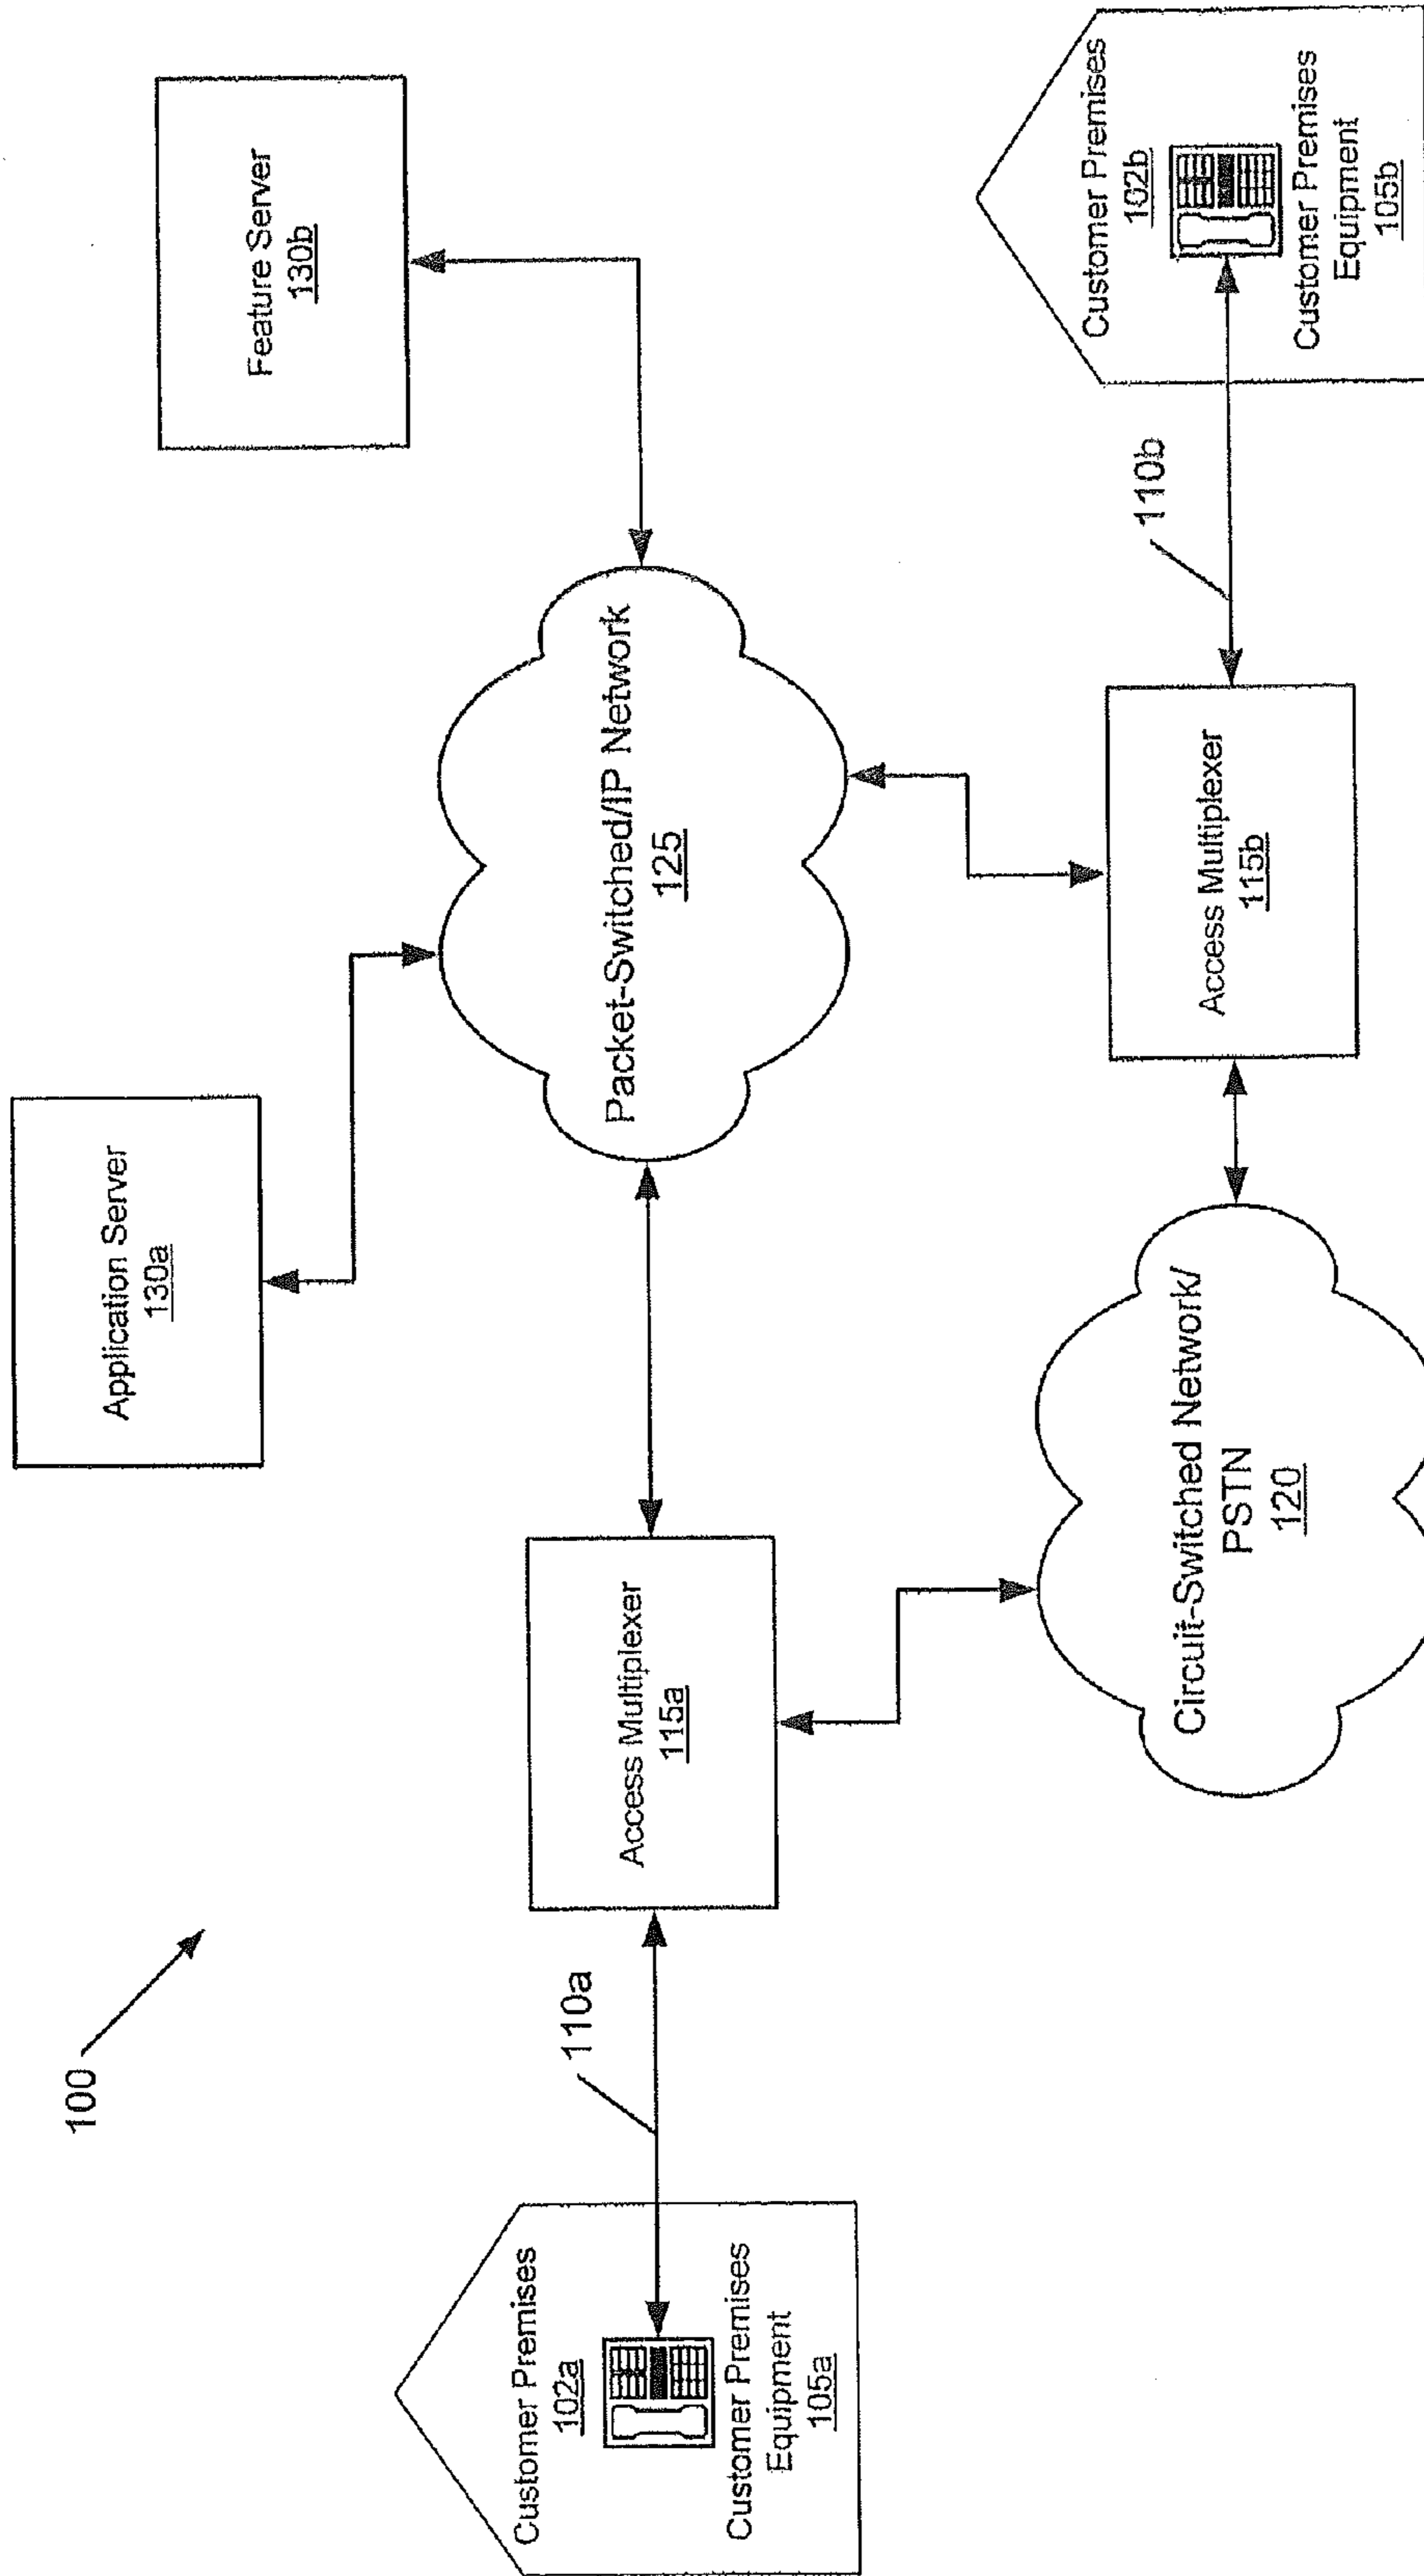 100
Application Server
130a
Feature Server
130b
Customer Premises
102a
Customer Premises
Equipment
105a
110a
Access Multiplexer
115a
Packet-Switched/IP Network
125
Circuit-Switched Network/
PSTN
120
Access Multiplexer
115b
110b
Customer Premises
102b
Customer Premises
Equipment
105b